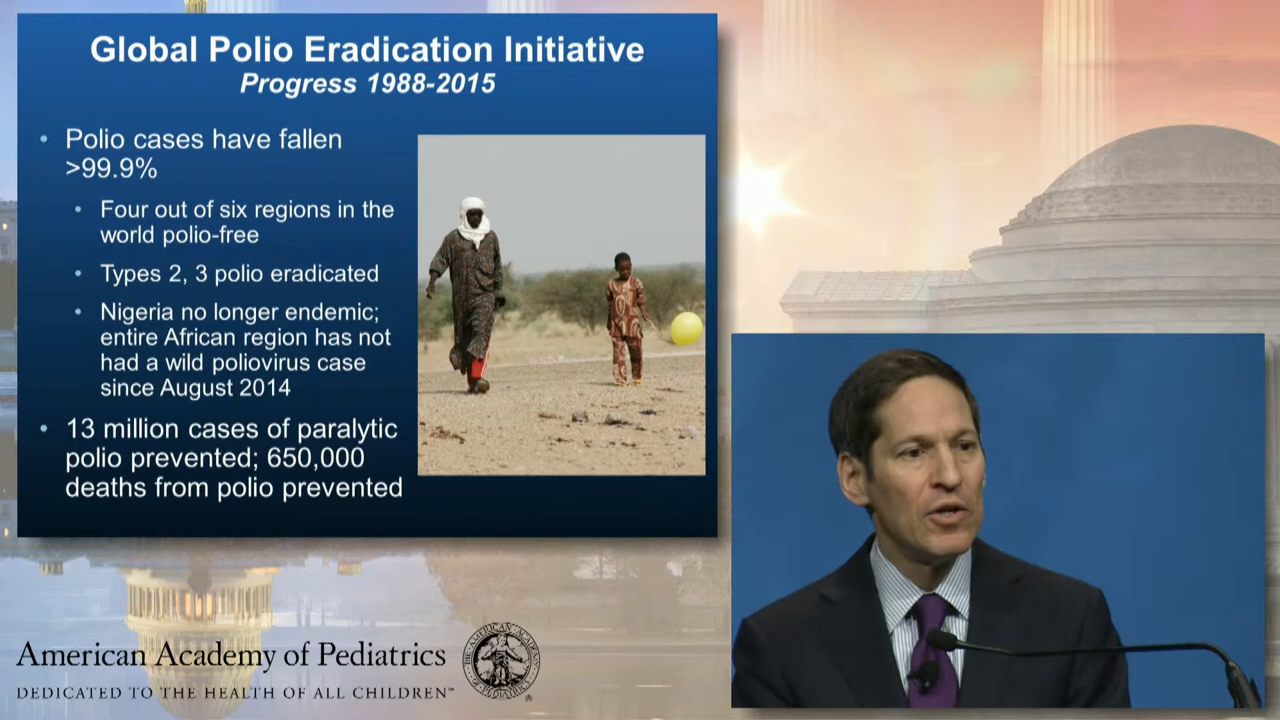 Global Polio Eradication Initiative
Progress 1988-2015
• Polio cases have fallen
>99.9%
• Four out of six regions in the
world polio-free
• Types 2, 3 polio eradicated
• Nigeria no longer endemic;
entire African region has not
had a wild poliovirus case
since August 2014
• 13 million cases of paralytic
polio prevented; 650,000
deaths from polio prevented
American Academy of Pediatrics
DEDICATED TO THE HEALTH OF ALL CHILDREN™